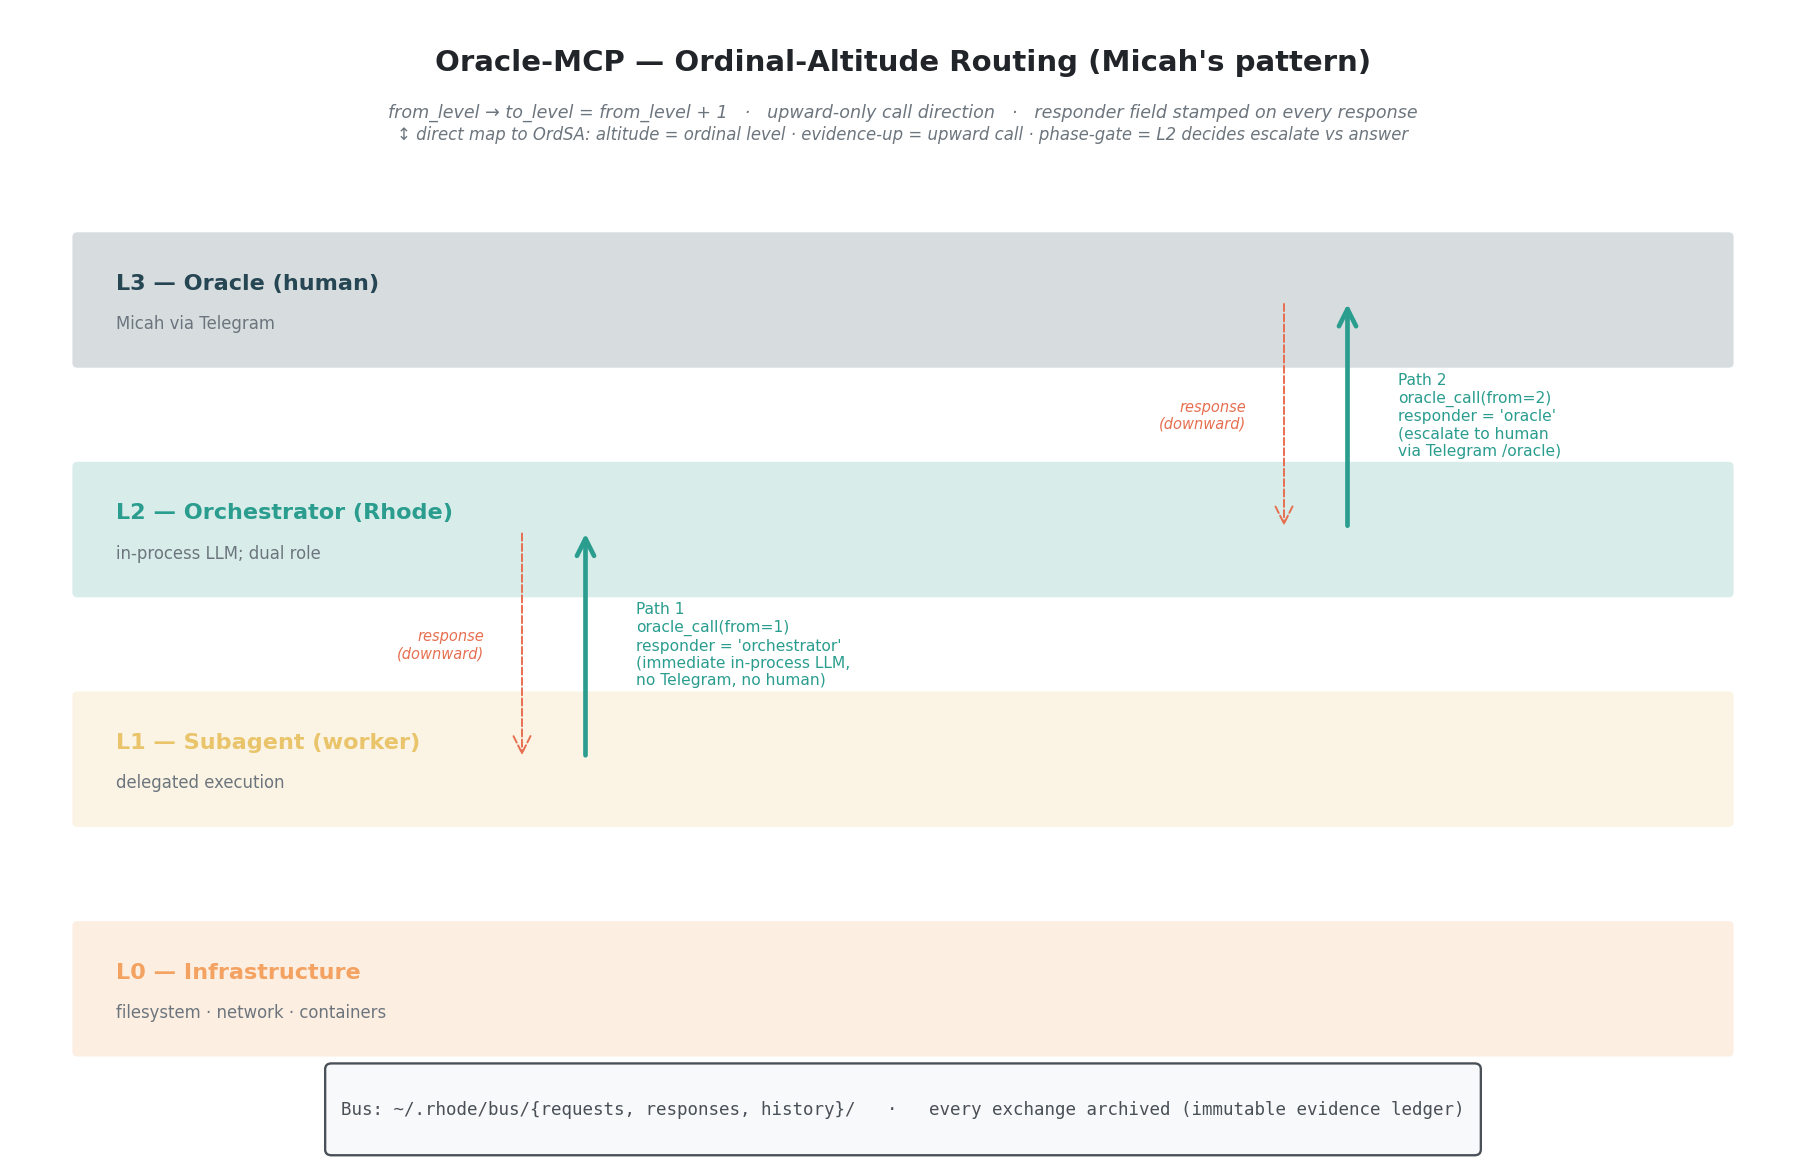 Oracle-MCP — Ordinal-Altitude Routing (Micah's pattern)
from_level → to_level = from_level + 1 · upward-only call direction · responder field stamped on every response
↕ direct map to OrdSA: altitude = ordinal level · evidence-up = upward call · phase-gate = L2 decides escalate vs answer
L3 — Oracle (human)
Micah via Telegram
response
(downward)
Path 2
oracle_call(from=2)
responder = 'oracle'
(escalate to human
via Telegram /oracle)
L2 — Orchestrator (Rhode)
in-process LLM; dual role
response
(downward)
Path 1
oracle_call(from=1)
responder = 'orchestrator'
(immediate in-process LLM,
no Telegram, no human)
L1 — Subagent (worker)
delegated execution
L0 — Infrastructure
filesystem · network · containers
Bus: ~/.rhode/bus/{requests, responses, history}/ · every exchange archived (immutable evidence ledger)